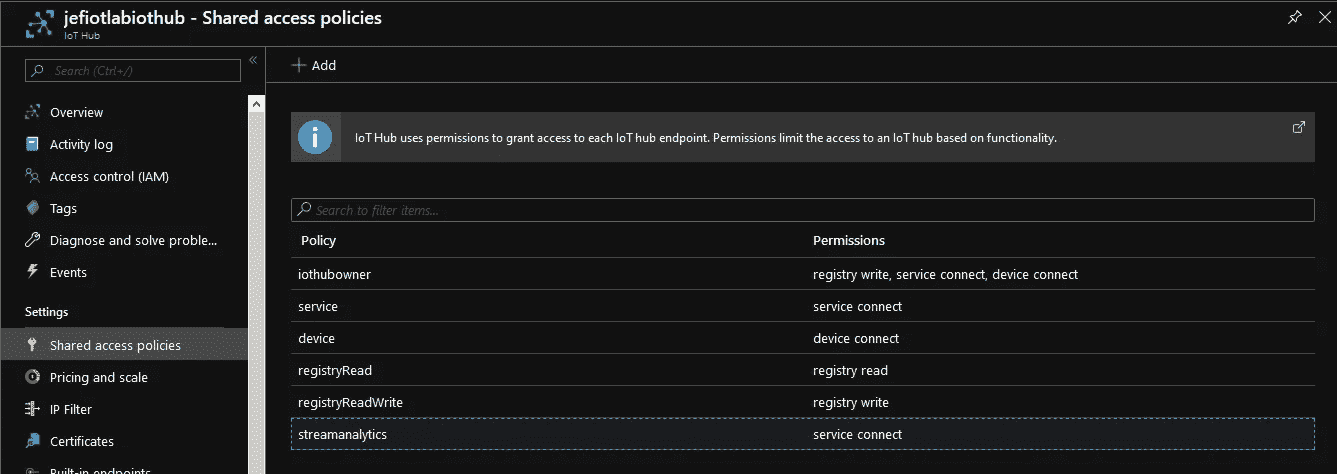 jefiotlabiothub - Shared access policies
IoT Hub
Search (Ctrl+/)
«
Overview
Activity log
Access control (IAM)
Tags
Diagnose and solve proble...
Events
Settings
Shared access policies
Pricing and scale
IP Filter
Certificates
Built-in endpoints
Add
IoT Hub uses permissions to grant access to each IoT hub endpoint. Permissions limit the access to an IoT hub based on functionality.
Search to filter items...
Policy Permissions
iothubowner registry write, service connect, device connect
service service connect
device device connect
registryRead registry read
registryReadWrite registry write
streamanalytics service connect